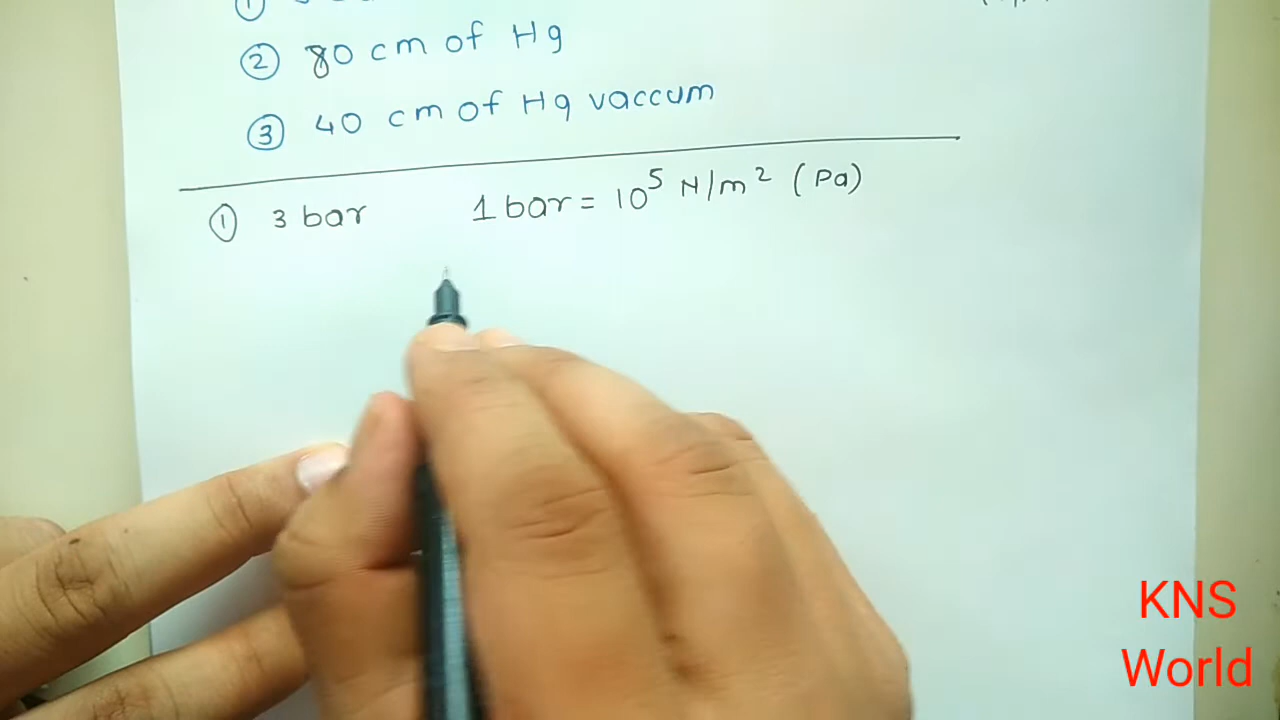 ①
② 80 cm of Hg
③ 40 cm of Hg vaccum
① 3 bar 1 bar = 10⁵ N/m² (Pa)
KNS
World